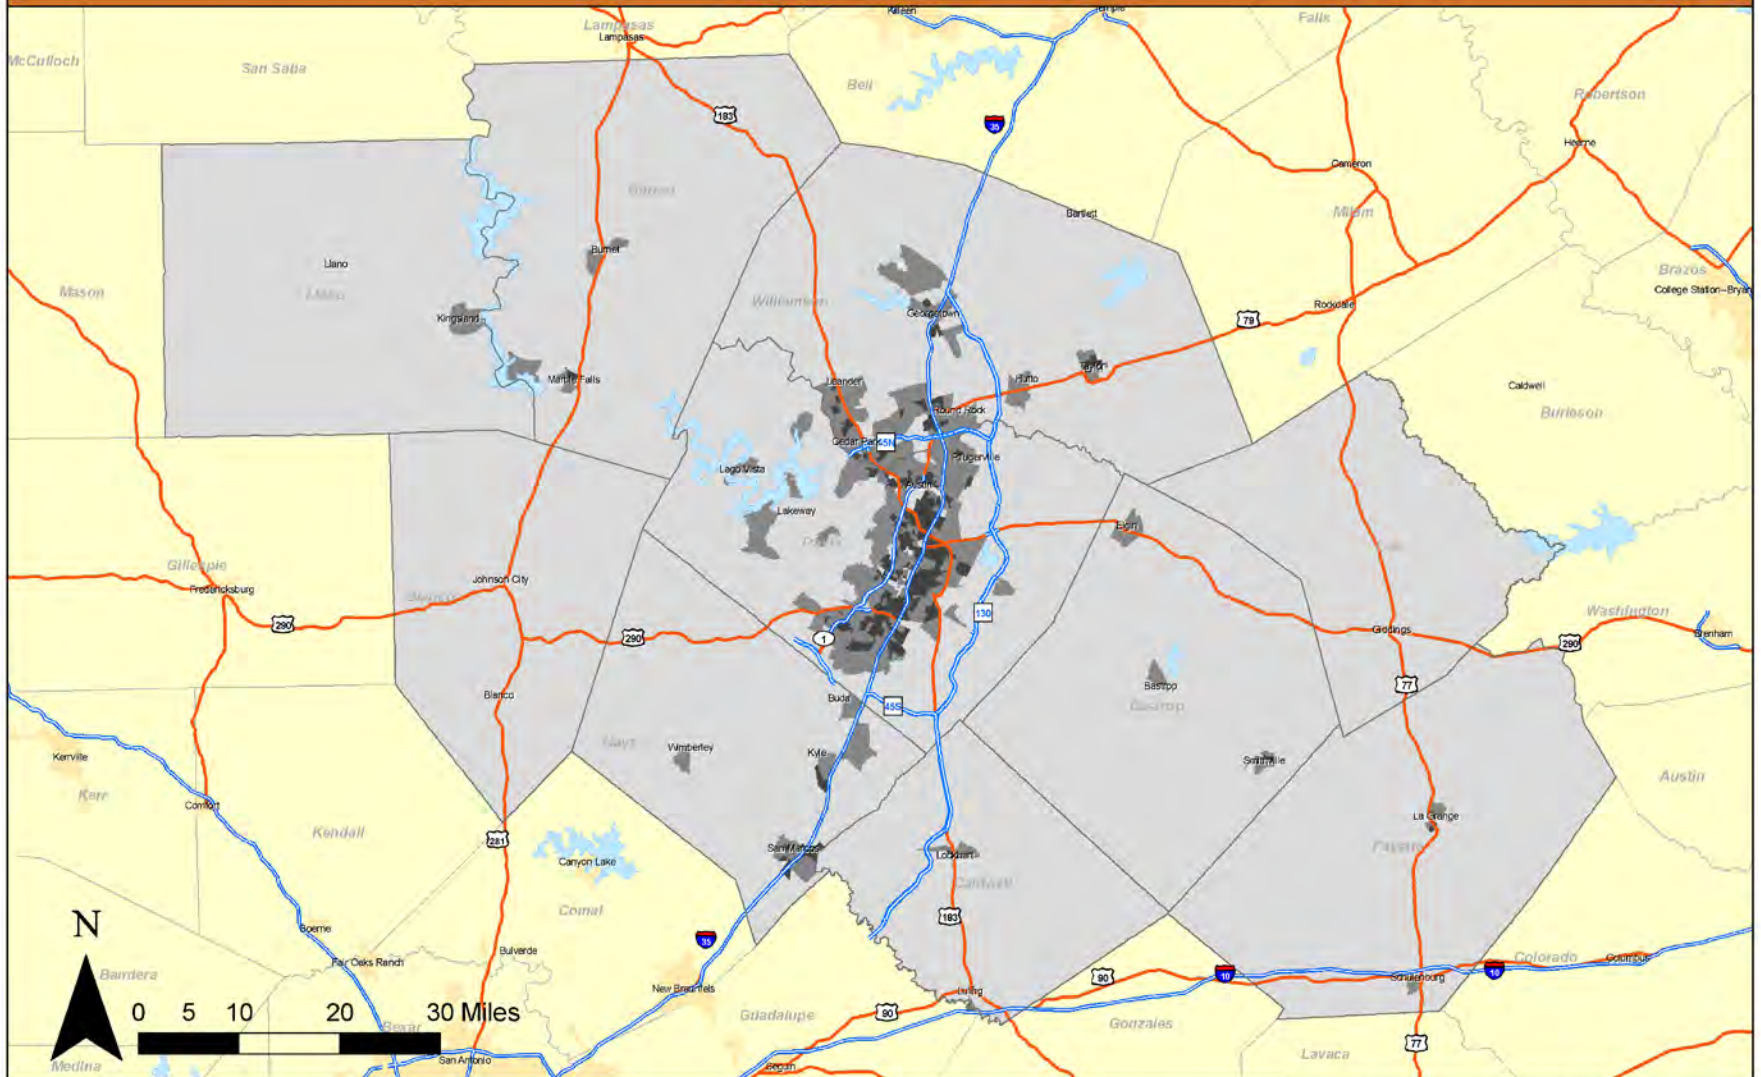 Lampasas
Killeen
Falls
Lampasas
McCulloch
San Saba
Bell
183
35
Robertson
Hearne
Cameron
Burnet
Milam
Bartlett
Burnet
Llano
Llano
Mason
Brazos
College Station--Bryan
Williamson
Rockdale
Kingsland
Georgetown
79
Marble Falls
Leander
Hutto
Taylor
Caldwell
Burleson
Round Rock
Cedar Park
45N
Pflugerville
Lago Vista
Austin
Lakeway
Elgin
Travis
Gillespie
Fredericksburg
Johnson City
Blanco
290
290
1
130
Giddings
Washington
Brenham
290
Blanco
Buda
45S
Bastrop
Bastrop
77
Hays
Wimberley
Kyle
Smithville
Kerrville
Kerr
Comfort
Kendall
Austin
La Grange
Fayette
281
Canyon Lake
San Marcos
Lockhart
Caldwell
Comal
183
N
Boerne
Bulverde
Fair Oaks Ranch
35
Bandera
New Braunfels
Luling
90
10
Schulenburg
10
Colorado
Columbus
0 5 10 20 30 Miles
Bexar
Guadalupe
90
Gonzales
San Antonio
Medina
Seguin
Lavaca
77